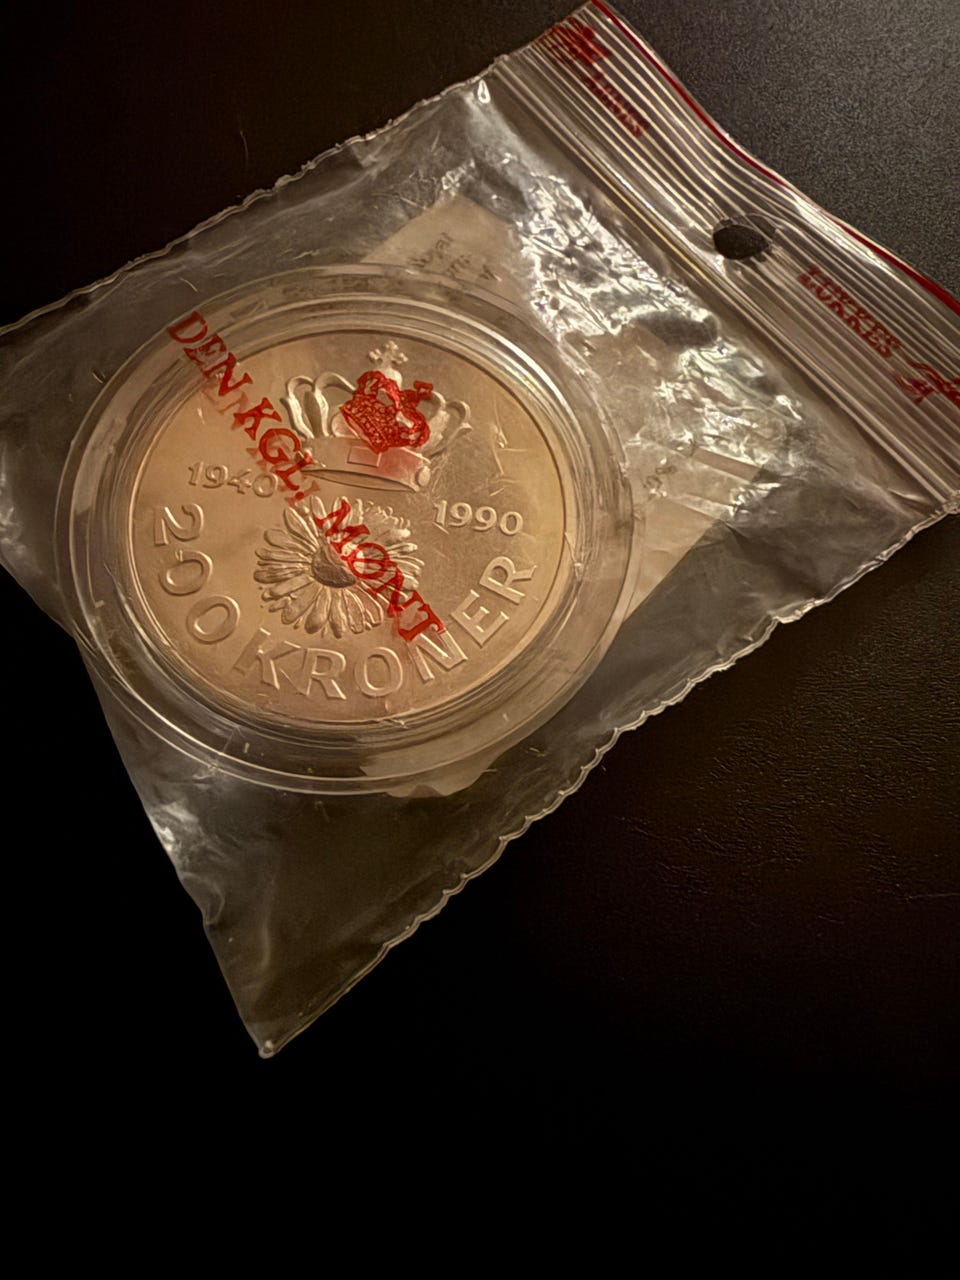 LUKKES
DEN KGL. MØNT
1940
1990
200 KRONER